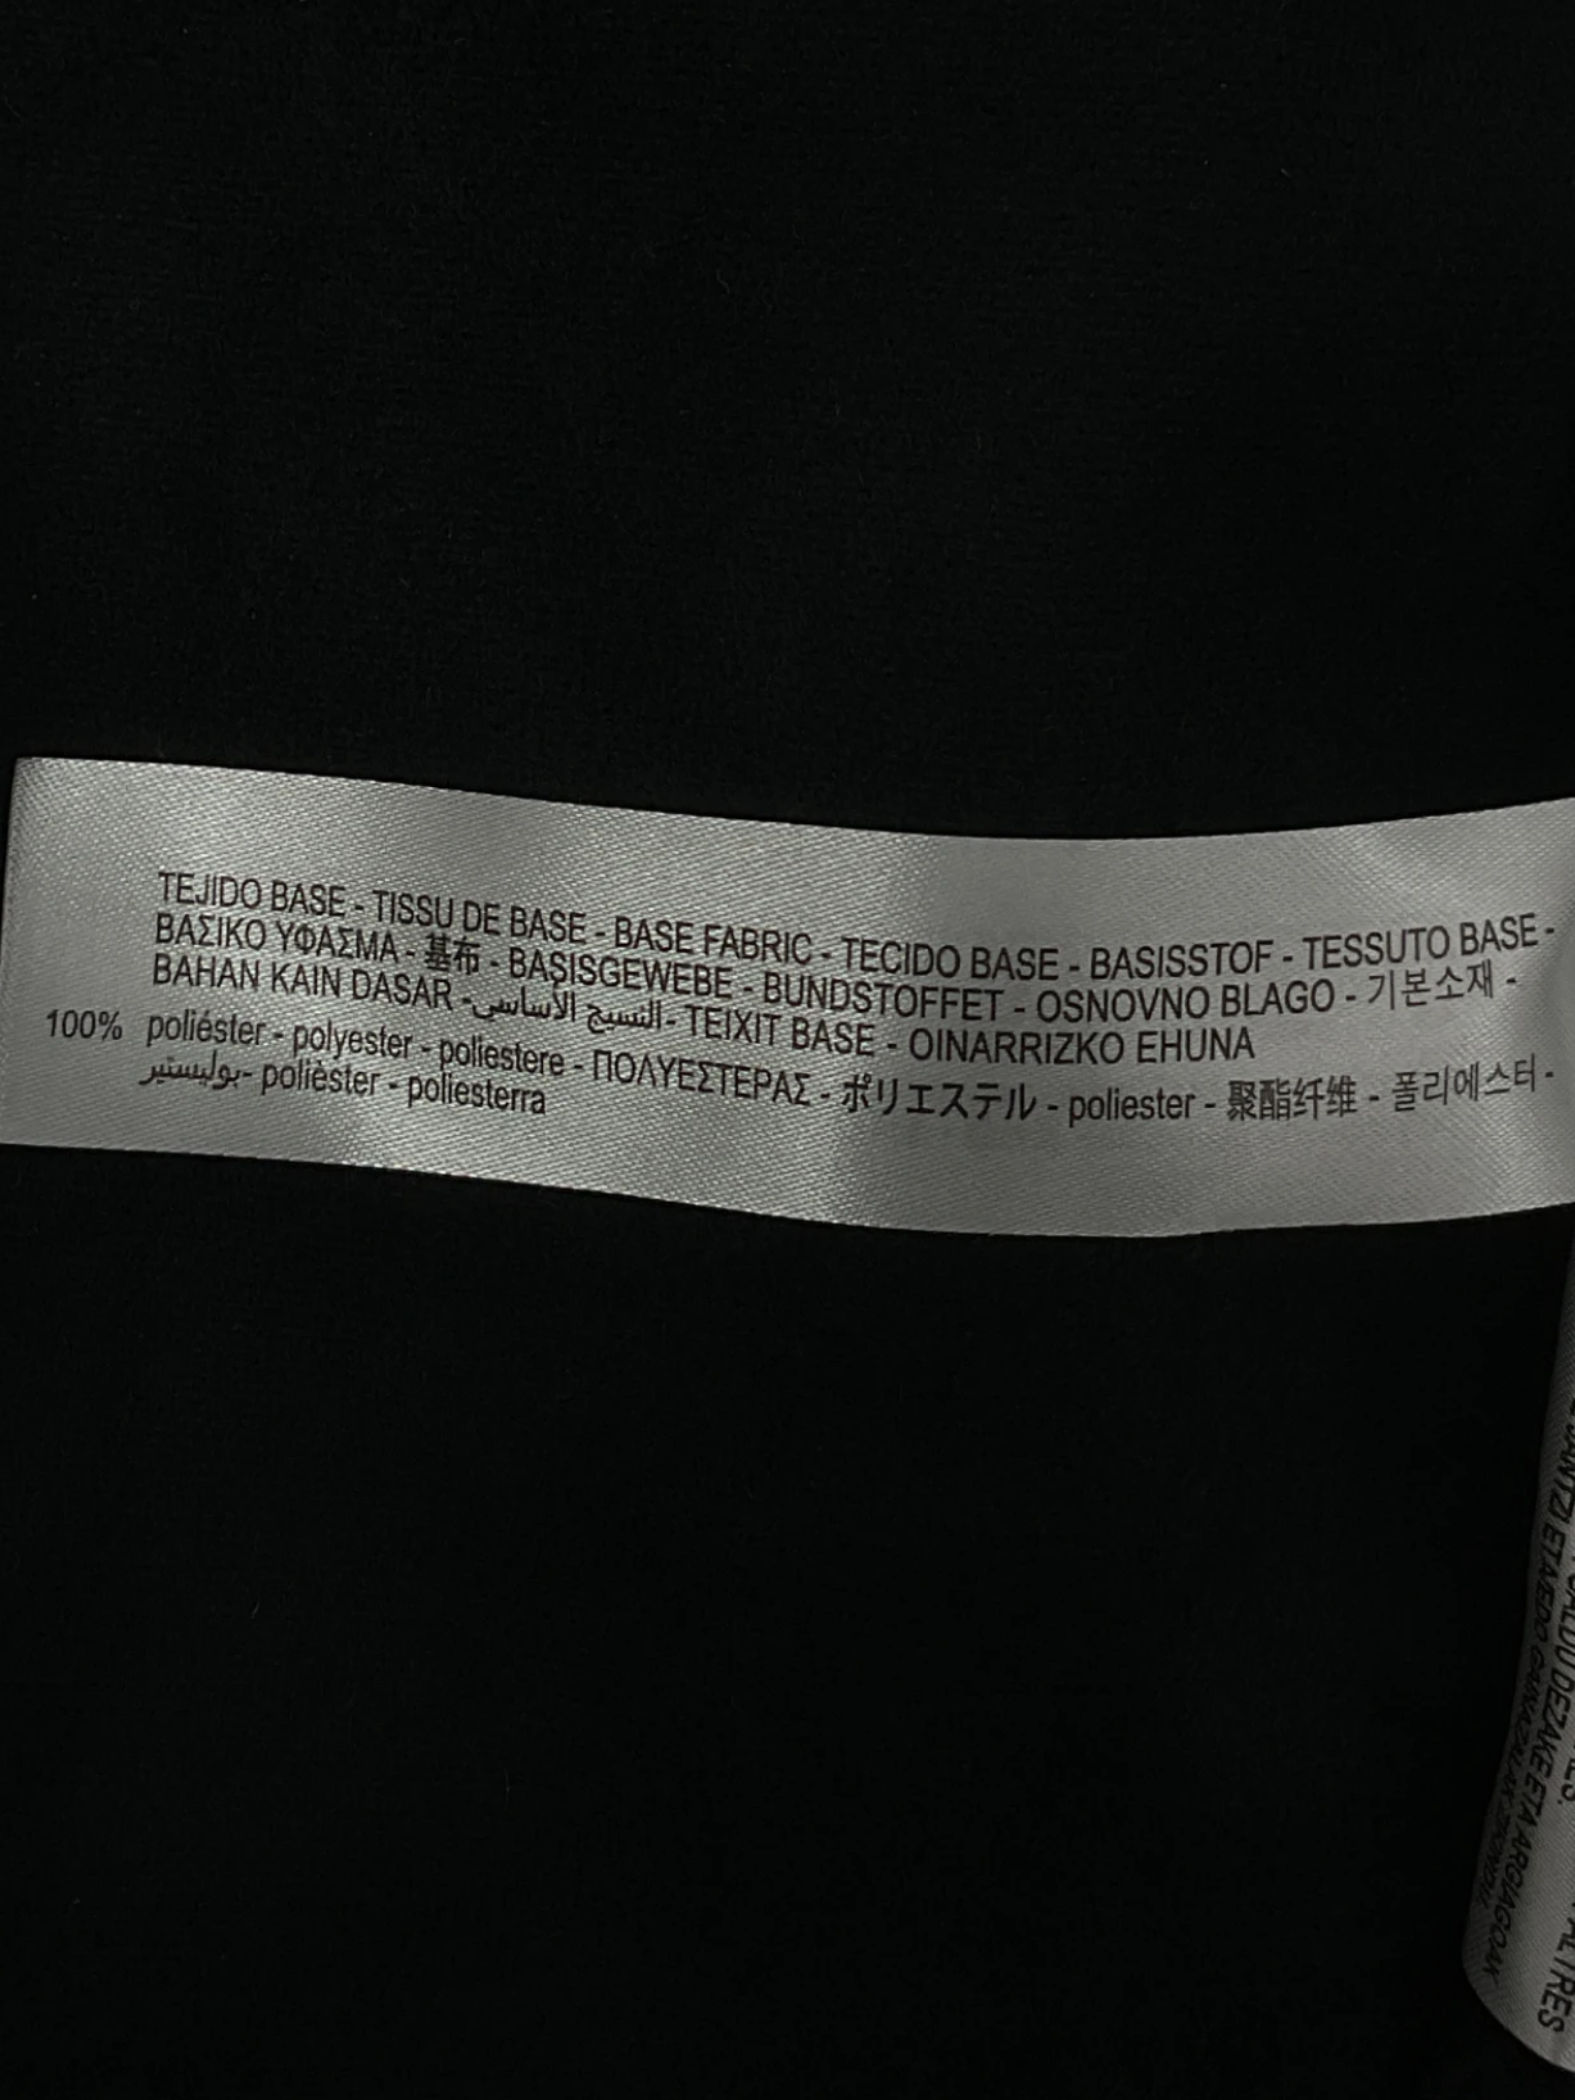 TEJIDO BASE - TISSU DE BASE - BASE FABRIC - TECIDO BASE - BASISSTOF - TESSUTO BASE -
ΒΑΣΙΚΟ ΥΦΑΣΜΑ - 基布 - BASISGEWEBE - BUNDSTOFFET - OSNOVNO BLAGO - 기본소재 -
BAHAN KAIN DASAR - النسيج الأساسي - TEIXIT BASE - OINARRIZKO EHUNA
100% poliéster - polyester - poliestere - ΠΟΛΥΕΣΤΕΡΑΣ - ポリエステル - poliester - 聚酯纤维 - 폴리에스터 -
بوليستير - polièster - poliesterra
ETA ARGIAGOAK
DEZAKE